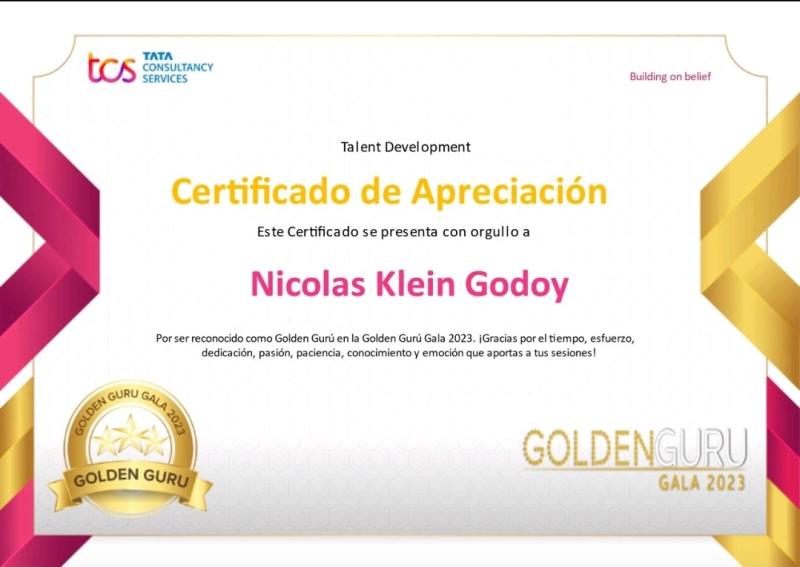 tcs TATA
CONSULTANCY
SERVICES
Building on belief
Talent Development
Certificado de Apreciación
Este Certificado se presenta con orgullo a
Nicolas Klein Godoy
Por ser reconocido como Golden Gurú en la Golden Gurú Gala 2023. ¡Gracias por el tiempo, esfuerzo,
dedicación, pasión, paciencia, conocimiento y emoción que aportas a tus sesiones!
GOLDEN GURU GALA 2023
GOLDEN GURU
GOLDENGURU
GALA 2023